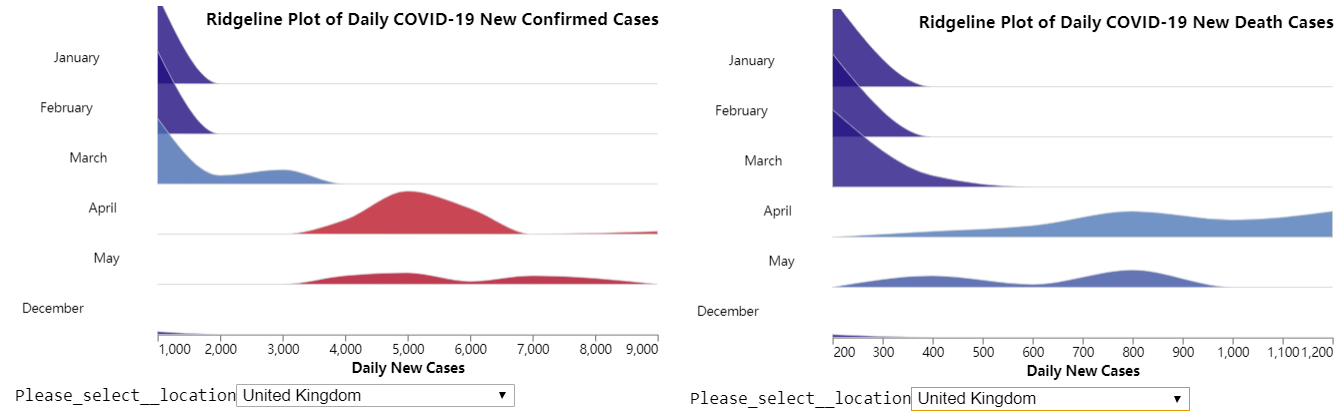 Ridgeline Plot of Daily COVID-19 New Confirmed Cases
January
February
March
April
May
December
1,000 2,000 3,000 4,000 5,000 6,000 7,000 8,000 9,000
Daily New Cases
Please_select__location United Kingdom
Ridgeline Plot of Daily COVID-19 New Death Cases
January
February
March
April
May
December
200 300 400 500 600 700 800 900 1,000 1,100 1,200
Daily New Cases
Please_select__location United Kingdom